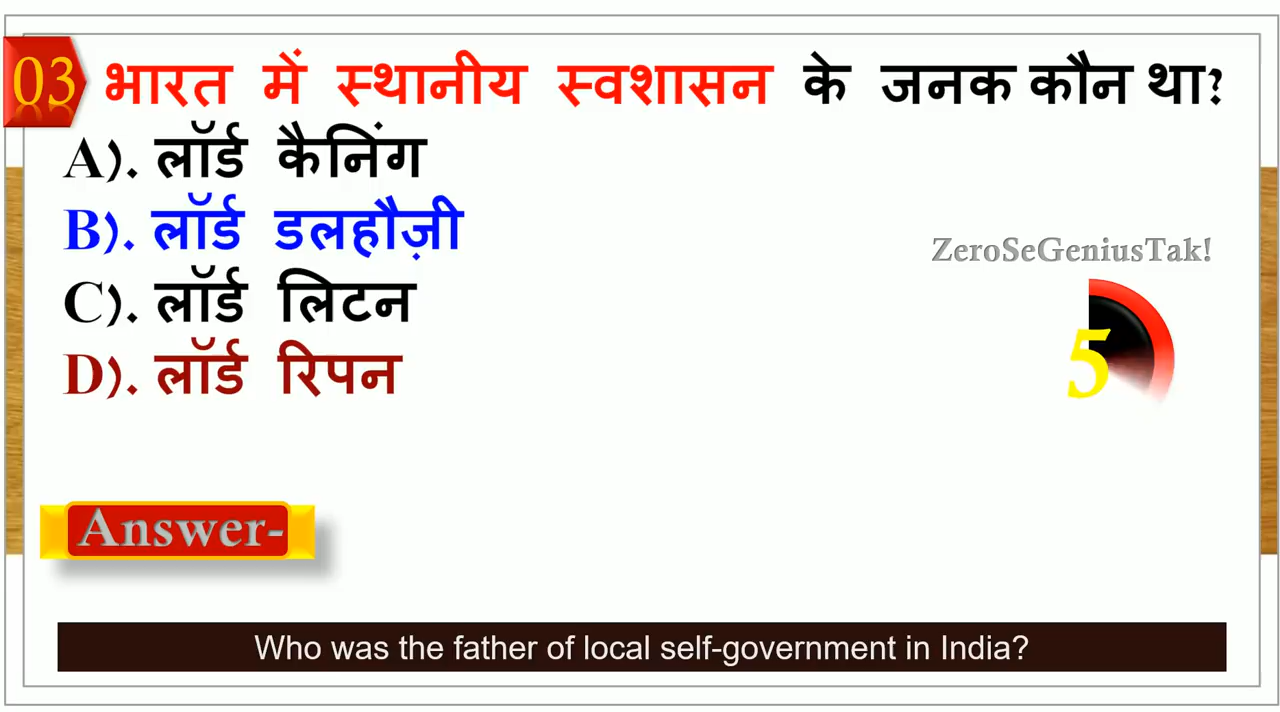 03 भारत में स्थानीय स्वशासन के जनक कौन था?
A). लॉर्ड कैनिंग
B). लॉर्ड डलहौज़ी
C). लॉर्ड लिटन
D). लॉर्ड रिपन
ZeroSeGeniusTak!
5
Answer-
Who was the father of local self-government in India?